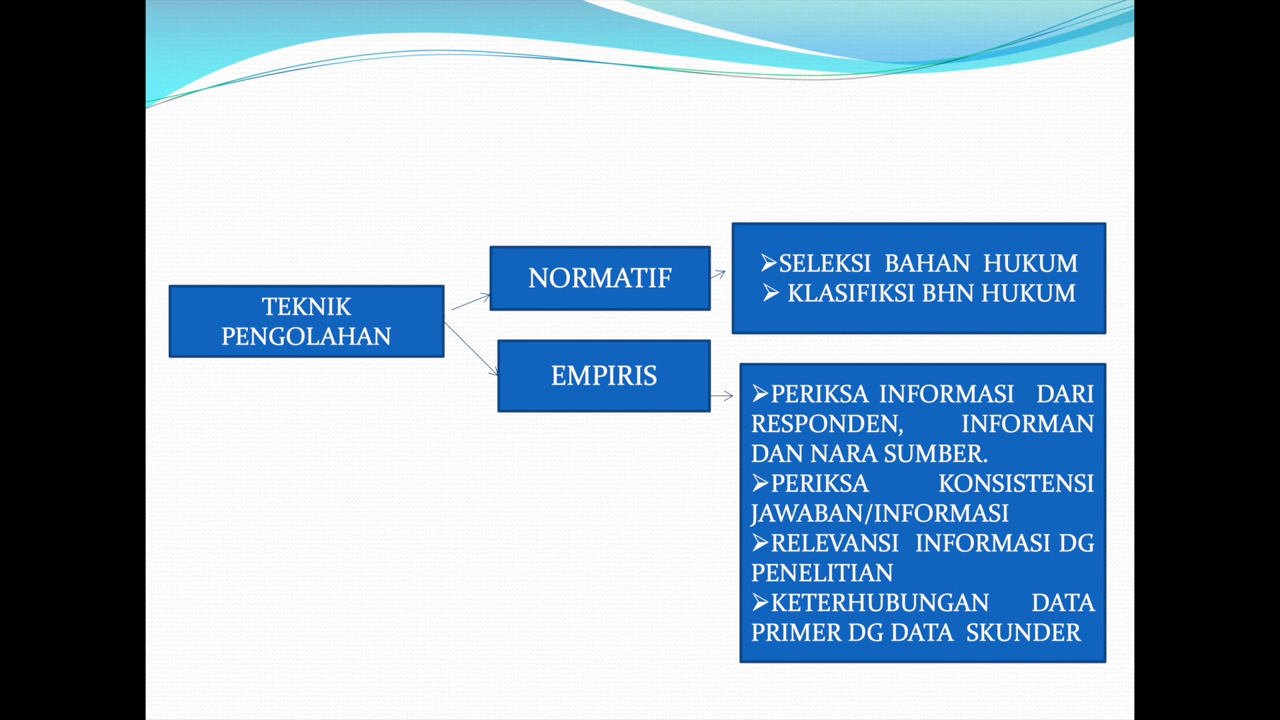 TEKNIK
PENGOLAHAN
NORMATIF
➢SELEKSI BAHAN HUKUM
➢ KLASIFIKSI BHN HUKUM
EMPIRIS
➢PERIKSA INFORMASI DARI
RESPONDEN, INFORMAN
DAN NARA SUMBER.
➢PERIKSA KONSISTENSI
JAWABAN/INFORMASI
➢RELEVANSI INFORMASI DG
PENELITIAN
➢KETERHUBUNGAN DATA
PRIMER DG DATA SKUNDER